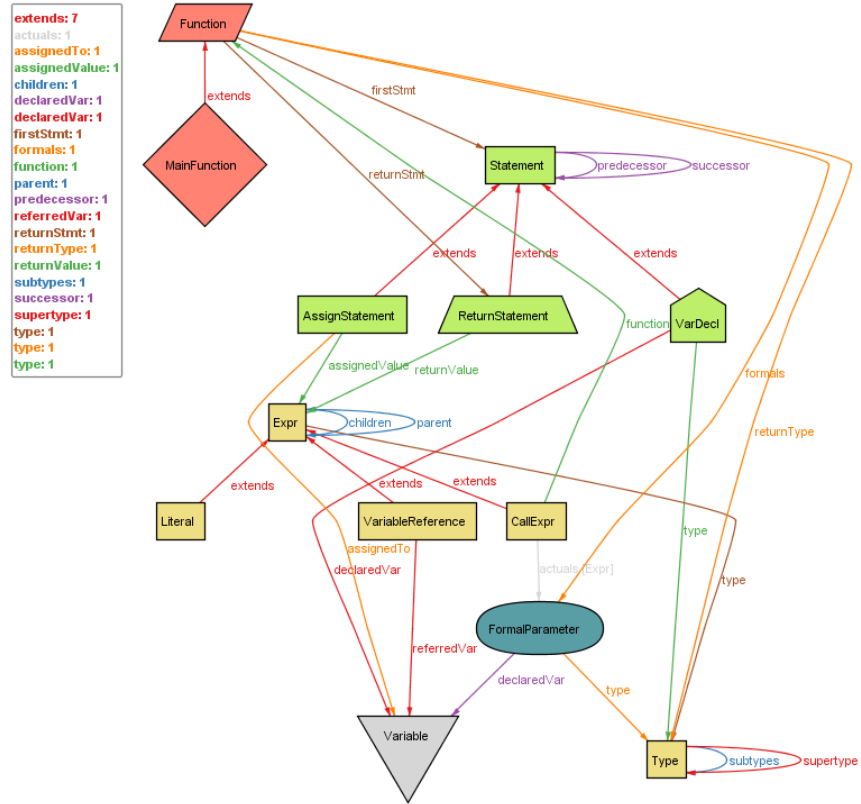 extends: 7
actuals: 1
assignedTo: 1
assignedValue: 1
children: 1
declaredVar: 1
declaredVar: 1
firstStmt: 1
formals: 1
function: 1
parent: 1
predecessor: 1
referredVar: 1
returnStmt: 1
returnType: 1
returnValue: 1
subtypes: 1
successor: 1
supertype: 1
type: 1
type: 1
type: 1
Function
extends
firstStmt
MainFunction
Statement
predecessor
successor
returnStmt
extends
extends
extends
AssignStatement
ReturnStatement
VarDecl
function
assignedValue
returnValue
formals
Expr
children
parent
returnType
extends
extends
extends
Literal
VariableReference
CallExpr
type
assignedTo
declaredVar
actuals [Expr]
type
FormalParameter
referredVar
declaredVar
type
Variable
Type
subtypes
supertype